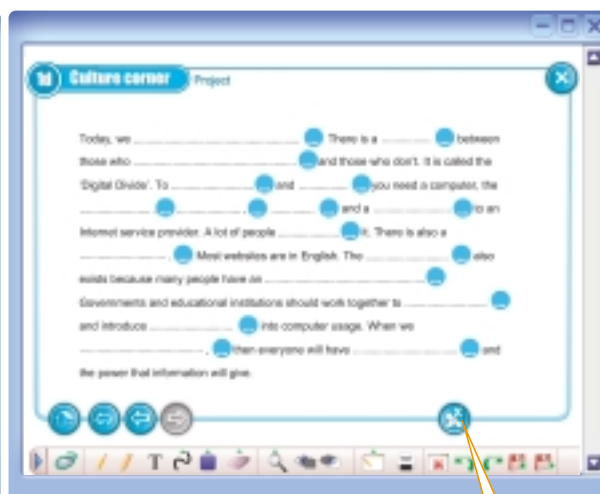 1d Culture corner Project
Today, we ........ There is a ........ between
those who ........ and those who don't. It is called the
'Digital Divide'. To ........ and ........ you need a computer, the
........ , ........ and a ........ to an
Internet service provider. A lot of people ........ it. There is also a
........ . Most websites are in English. The ........ also
exists because many people have an ........
Governments and educational institutions should work together to ........
and introduce ........ into computer usage. When we
........ , then everyone will have ........ and
the power that information will give.
T